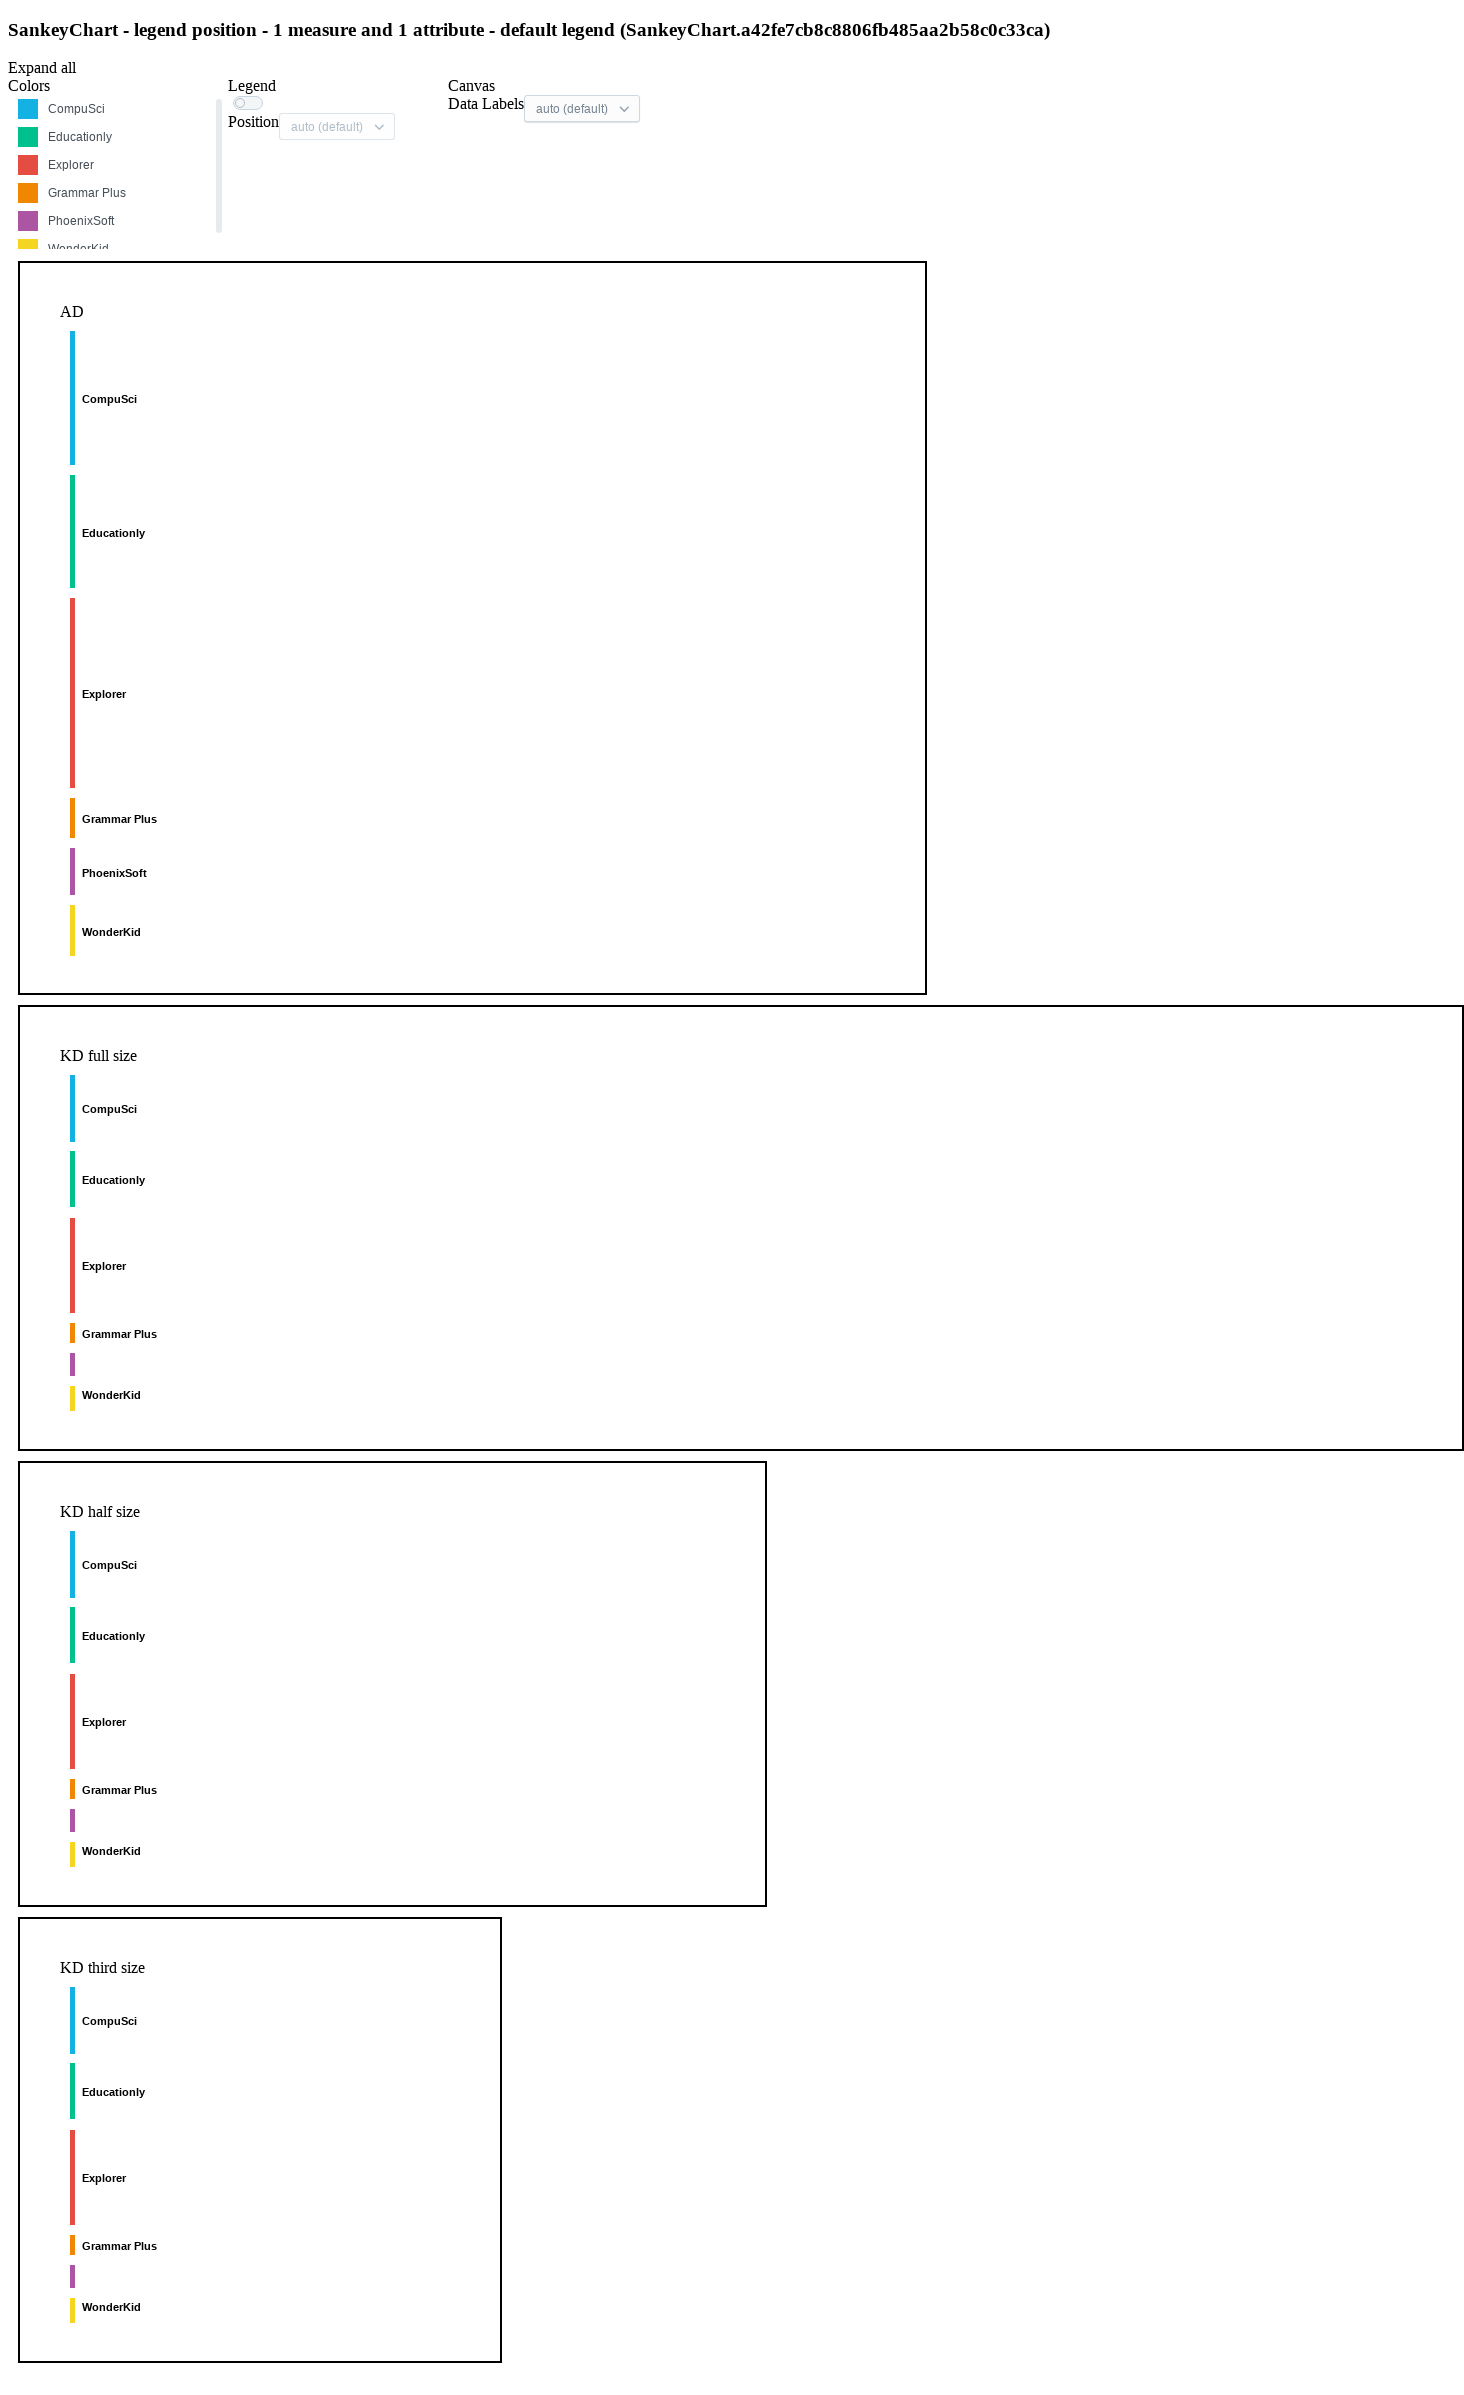 SankeyChart - legend position - 1 measure and 1 attribute - default legend (SankeyChart.a42fe7cb8c8806fb485aa2b58c0c33ca)
Expand all
Colors
CompuSci
Educationly
Explorer
Grammar Plus
PhoenixSoft
WonderKid
Legend
Position auto (default)
Canvas
Data Labels auto (default)
AD
CompuSci
Educationly
Explorer
Grammar Plus
PhoenixSoft
WonderKid
KD full size
CompuSci
Educationly
Explorer
Grammar Plus
WonderKid
KD half size
CompuSci
Educationly
Explorer
Grammar Plus
WonderKid
KD third size
CompuSci
Educationly
Explorer
Grammar Plus
WonderKid